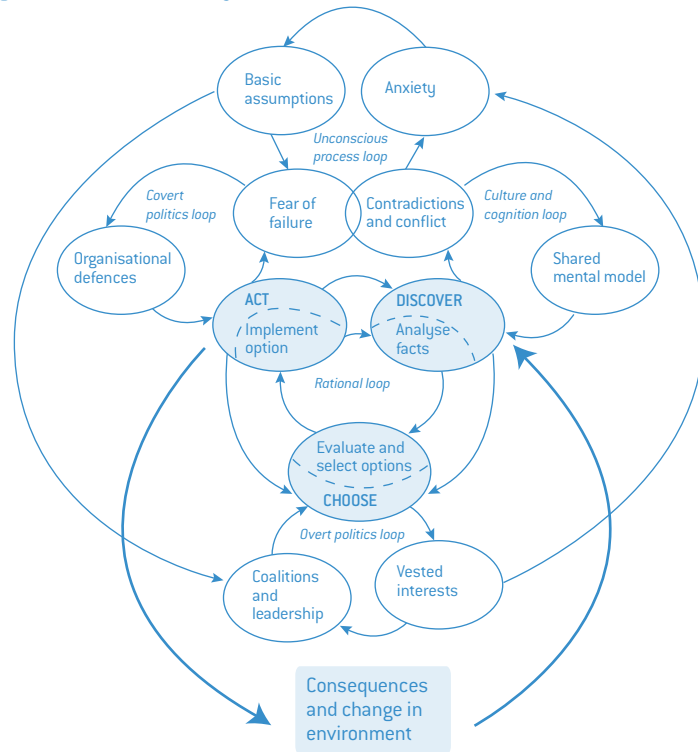 Basic
assumptions
Anxiety
Unconscious
process loop
Covert
politics loop
Fear of
failure
Contradictions
and conflict
Culture and
cognition loop
Organisational
defences
Shared
mental model
ACT
Implement
option
DISCOVER
Analyse
facts
Rational loop
Evaluate and
select options
CHOOSE
Overt politics loop
Coalitions
and
leadership
Vested
interests
Consequences
and change in
environment